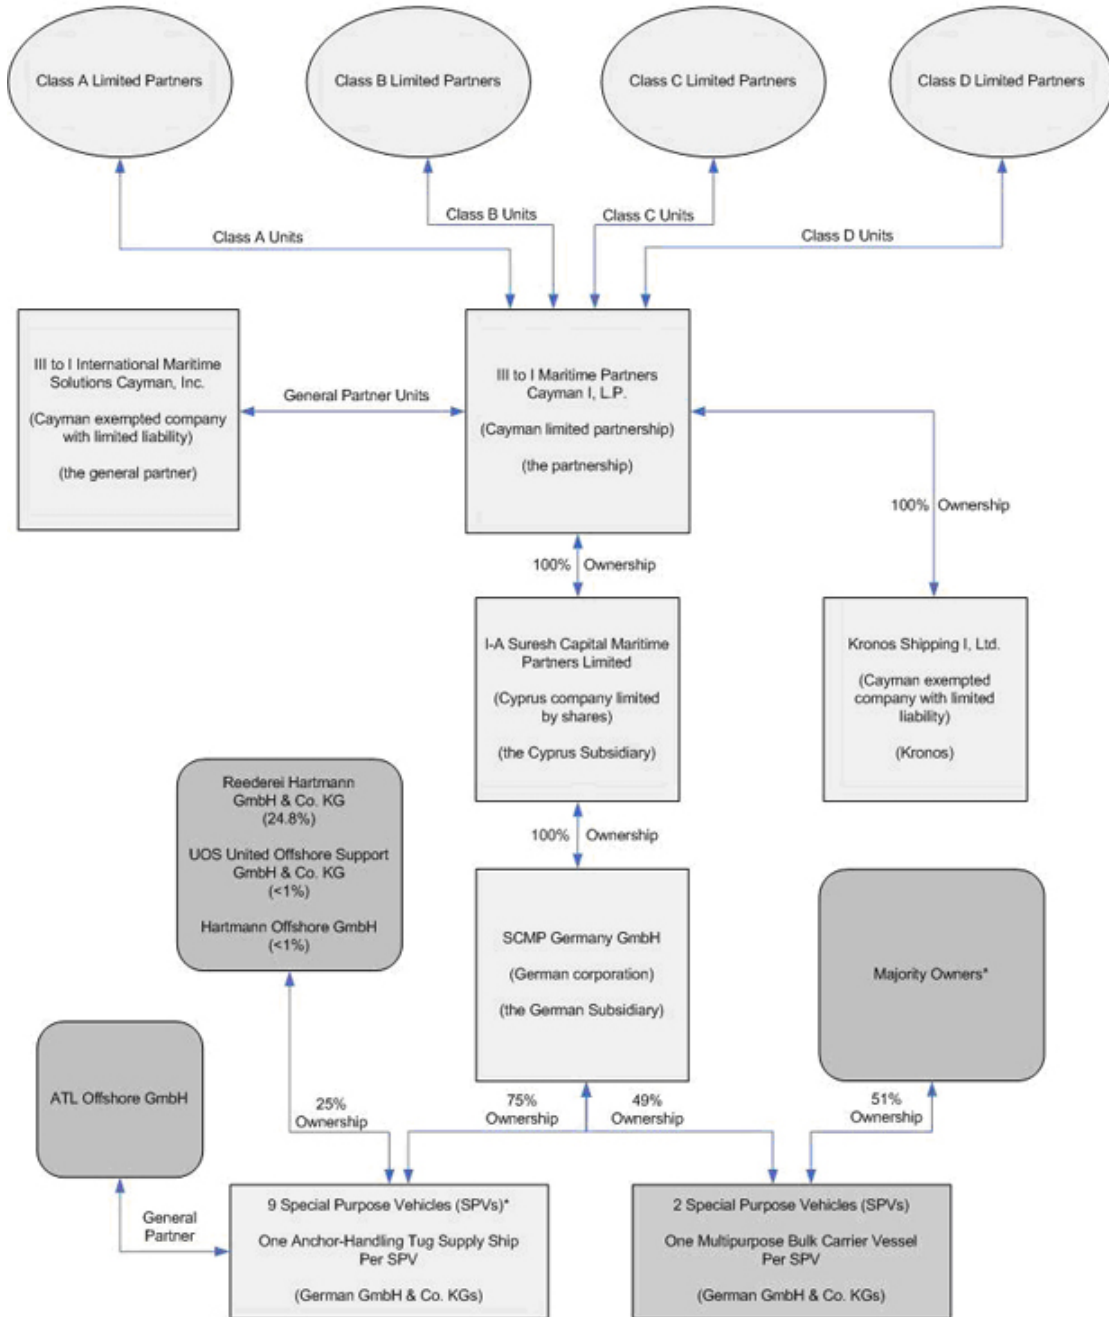 Class A Limited Partners
Class B Limited Partners
Class C Limited Partners
Class D Limited Partners
Class B Units
Class C Units
Class A Units
Class D Units
III to I International Maritime
Solutions Cayman, Inc.
(Cayman exempted company
with limited liability)
(the general partner)
General Partner Units
III to I Maritime Partners
Cayman I, L.P.
(Cayman limited partnership)
(the partnership)
100% Ownership
100% Ownership
I-A Suresh Capital Maritime
Partners Limited
(Cyprus company limited
by shares)
(the Cyprus Subsidiary)
Kronos Shipping I, Ltd.
(Cayman exempted
company with limited
liability)
(Kronos)
Reederei Hartmann
GmbH & Co. KG
(24.8%)
UOS United Offshore Support
GmbH & Co. KG
(<1%)
Hartmann Offshore GmbH
(<1%)
100% Ownership
SCMP Germany GmbH
(German corporation)
(the German Subsidiary)
Majority Owners*
ATL Offshore GmbH
25%
Ownership
75%
Ownership
49%
Ownership
51%
Ownership
General
Partner
9 Special Purpose Vehicles (SPVs)*
One Anchor-Handling Tug Supply Ship
Per SPV
(German GmbH & Co. KGs)
2 Special Purpose Vehicles (SPVs)
One Multipurpose Bulk Carrier Vessel
Per SPV
(German GmbH & Co. KGs)